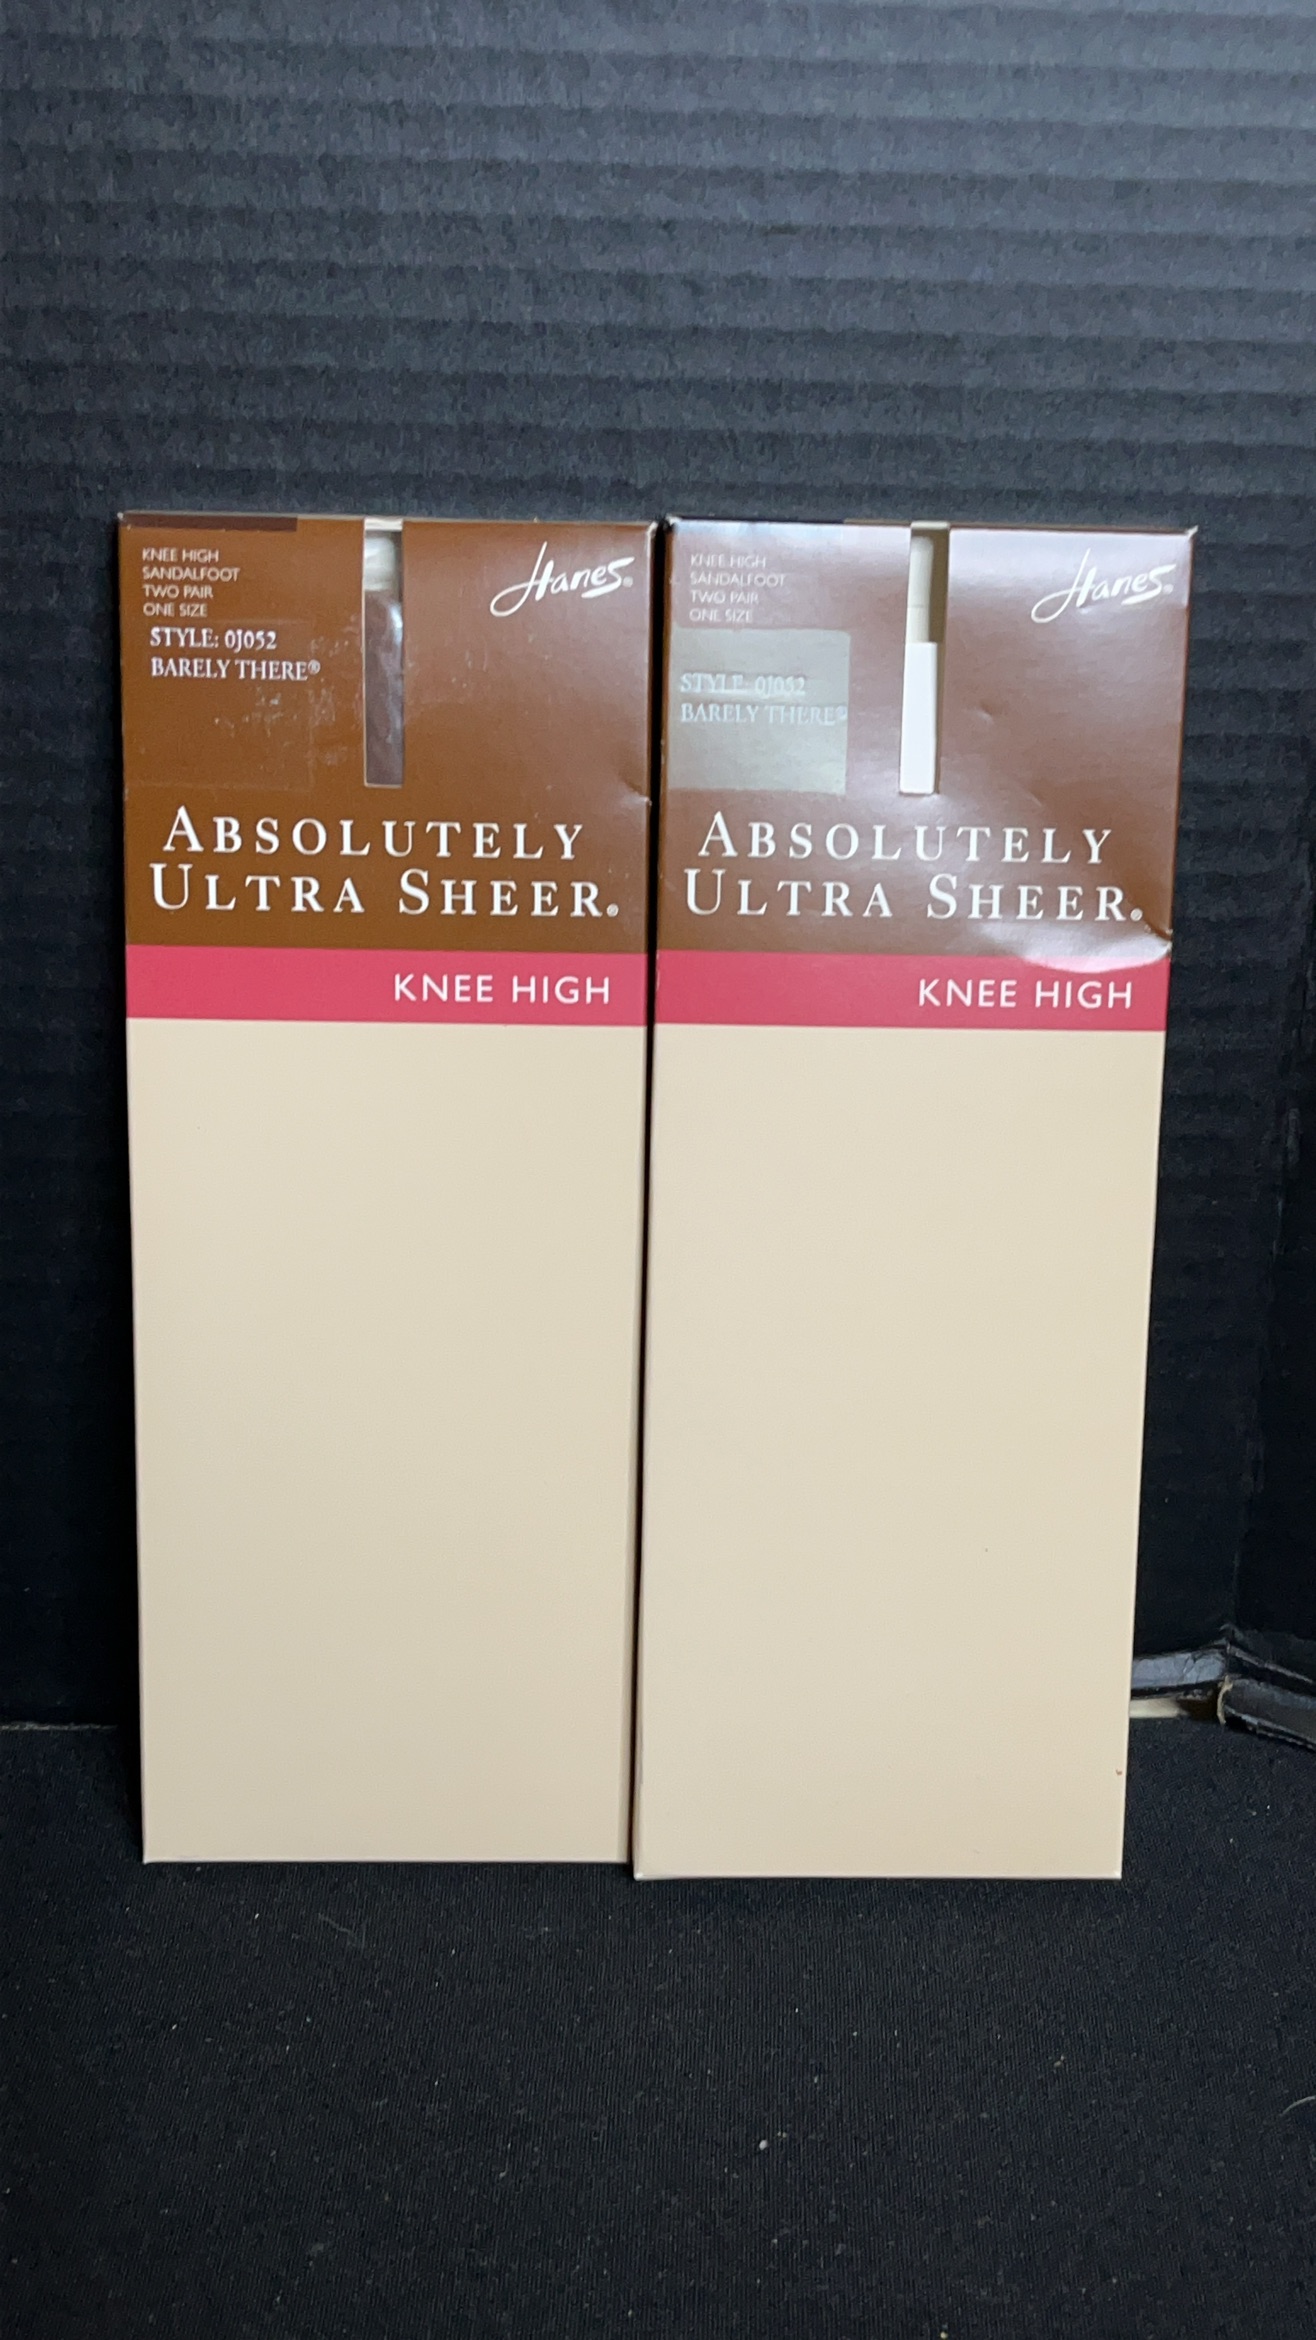 KNEE HIGH
SANDALFOOT
TWO PAIR
ONE SIZE
STYLE: 0J052
BARELY THERE®
Hanes®
ABSOLUTELY
ULTRA SHEER®
KNEE HIGH
KNEE HIGH
SANDALFOOT
TWO PAIR
ONE SIZE
STYLE: 0J052
BARELY THERE®
Hanes®
ABSOLUTELY
ULTRA SHEER®
KNEE HIGH